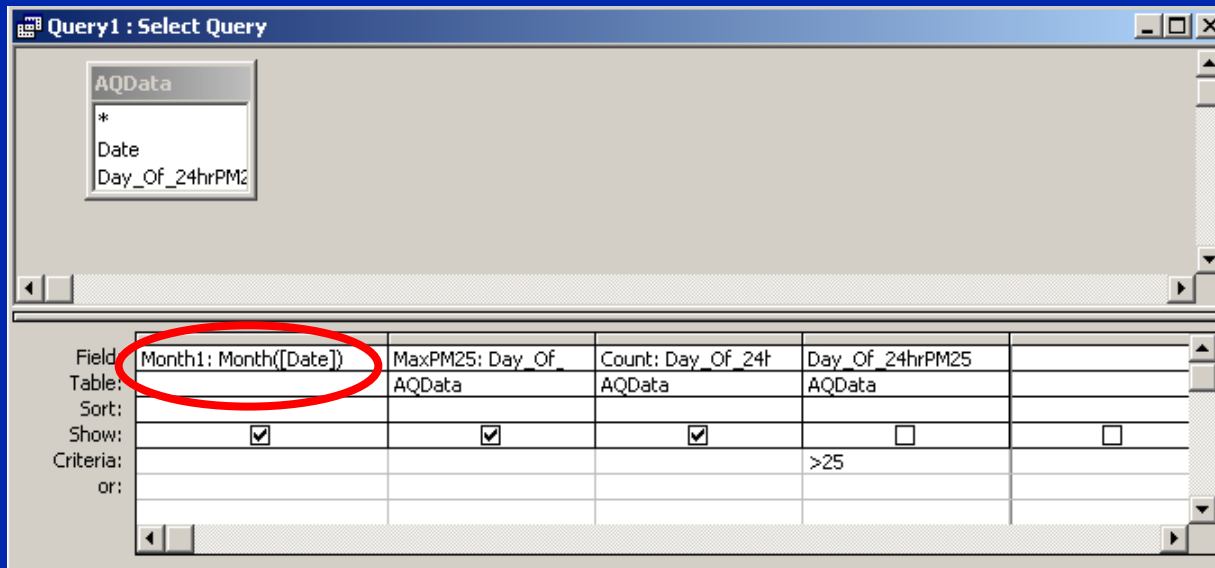 Query1 : Select Query
AQData
*
Date
Day_Of_24hrPM2
Field: Month1: Month([Date]) MaxPM25: Day_Of_ Count: Day_Of_24h Day_Of_24hrPM25
Table: AQData AQData AQData
Sort:
Show:
Criteria: >25
or: